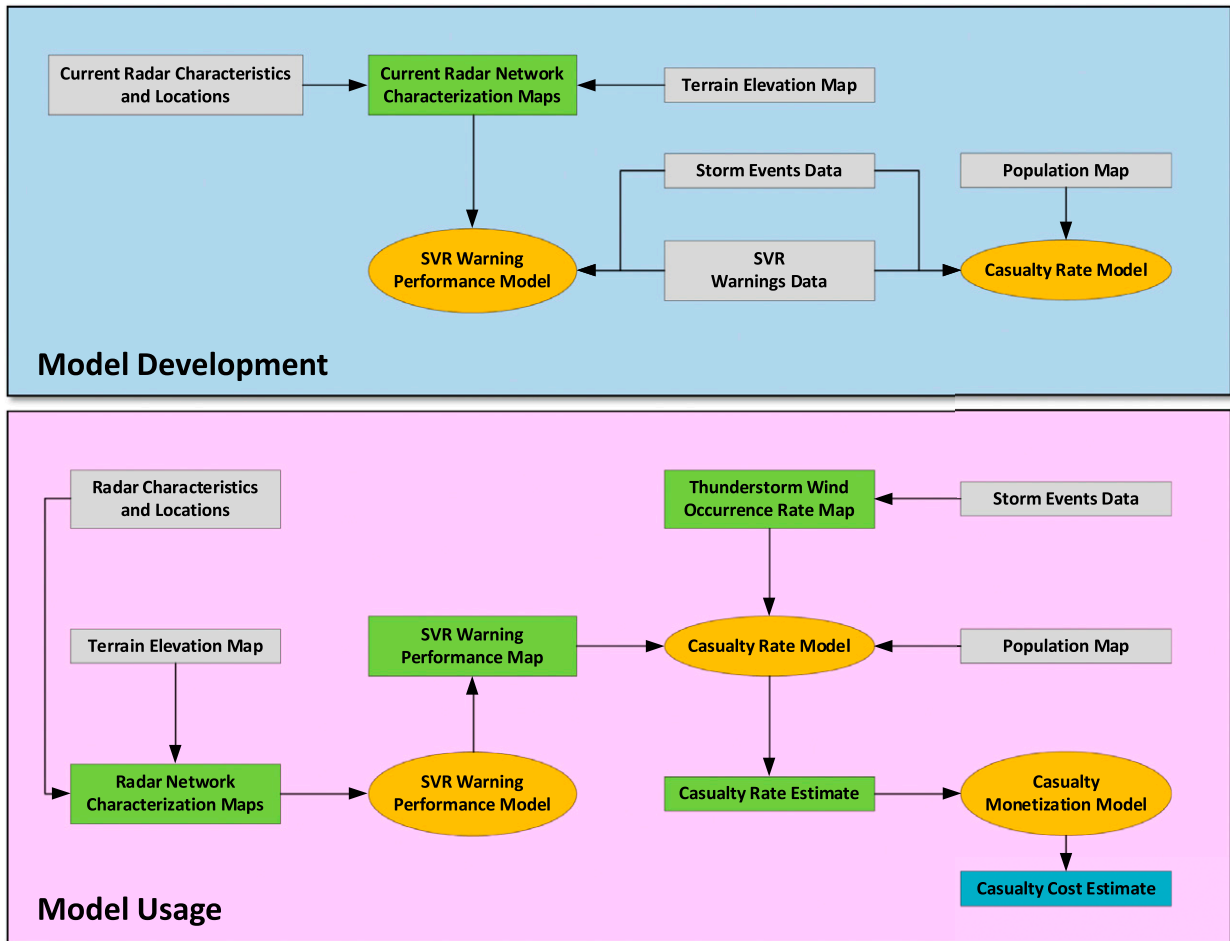 Current Radar Characteristics
and Locations
Current Radar Network
Characterization Maps
Terrain Elevation Map
Storm Events Data
Population Map
SVR Warning
Performance Model
SVR
Warnings Data
Casualty Rate Model
Model Development
Radar Characteristics
and Locations
Thunderstorm Wind
Occurrence Rate Map
Storm Events Data
Terrain Elevation Map
SVR Warning
Performance Map
Casualty Rate Model
Population Map
Radar Network
Characterization Maps
SVR Warning
Performance Model
Casualty Rate Estimate
Casualty
Monetization Model
Casualty Cost Estimate
Model Usage